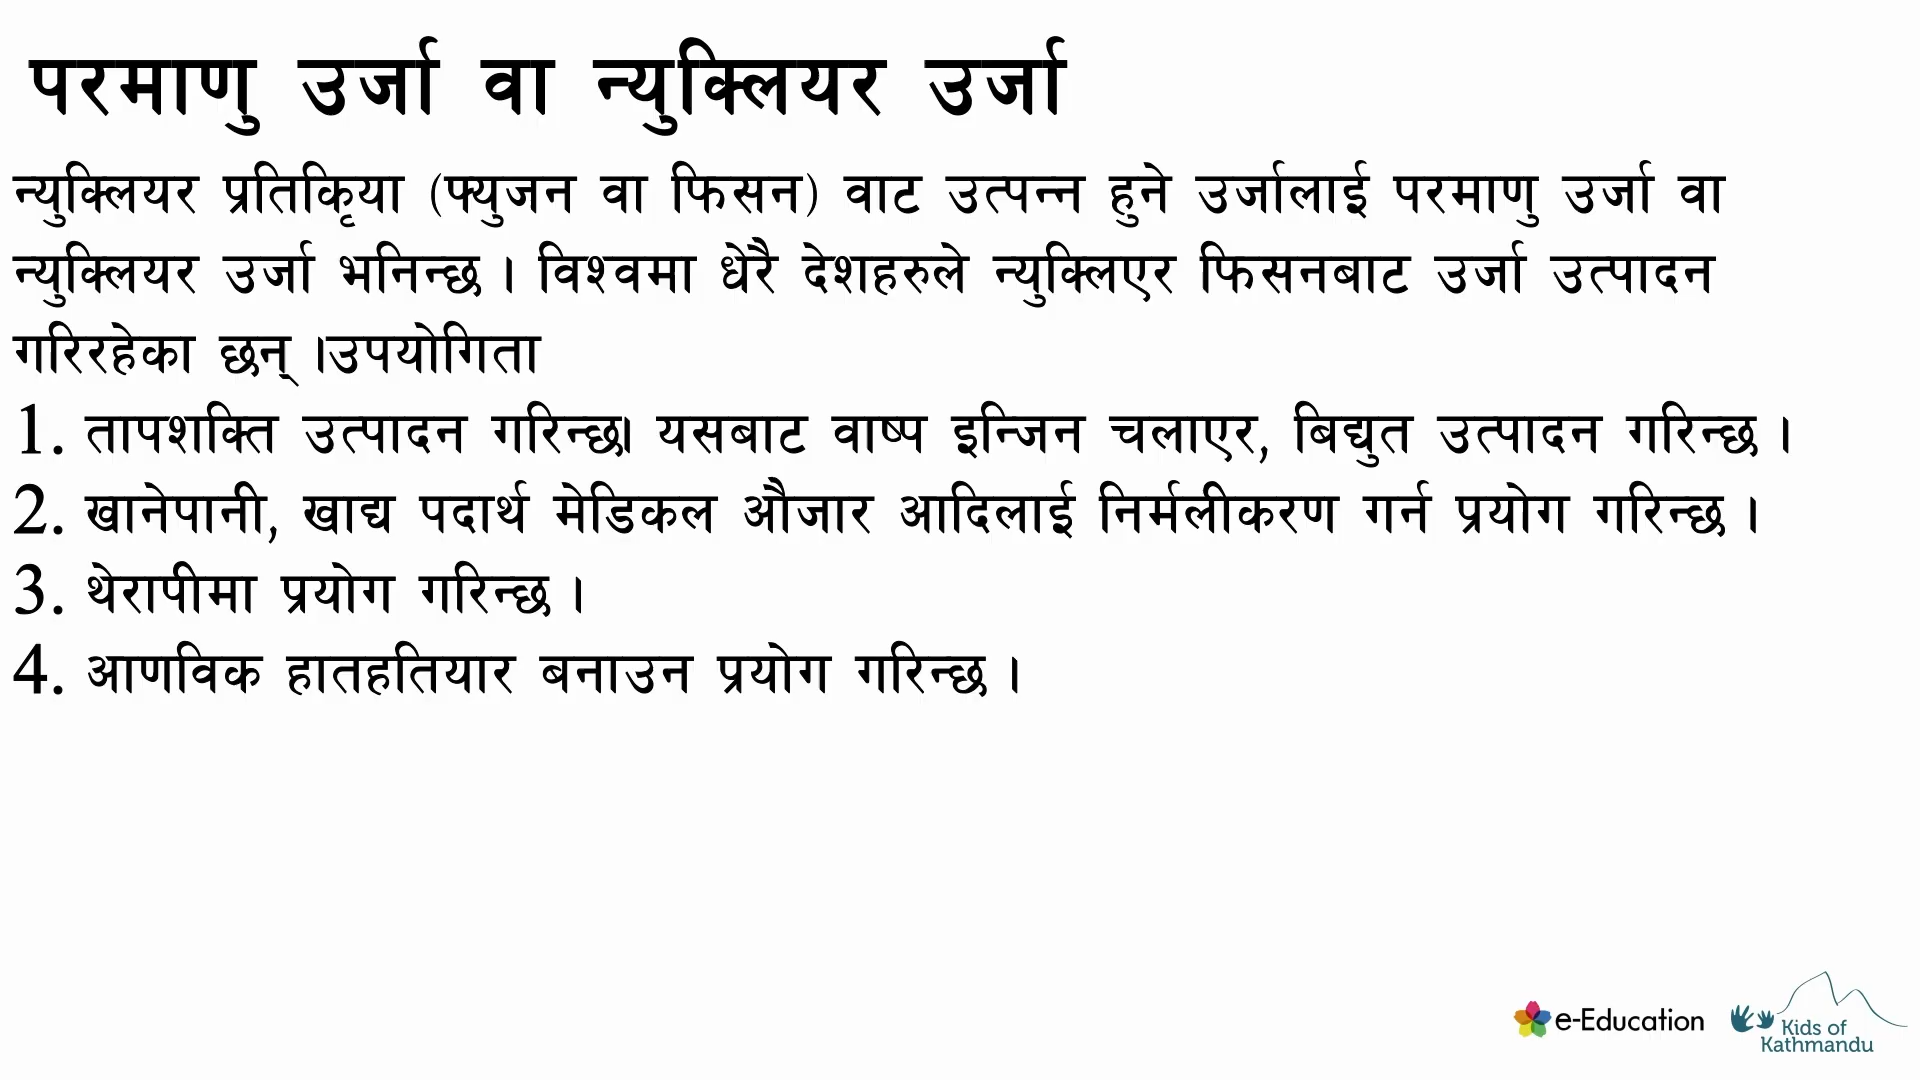 परमाणु उर्जा वा न्युक्लियर उर्जा
न्युक्लियर प्रतिकृिया (फ्युजन वा फिसन) वाट उत्पन्न हुने उर्जालाई परमाणु उर्जा वा
न्युक्लियर उर्जा भनिन्छ । विश्वमा धेरै देशहरुले न्युक्लिएर फिसनबाट उर्जा उत्पादन
गरिरहेका छन् ।उपयोगिता
1. तापशक्ति उत्पादन गरिन्छ। यसबाट वाष्प इन्जिन चलाएर, बिद्युत उत्पादन गरिन्छ ।
2. खानेपानी, खाद्य पदार्थ मेडिकल औजार आदिलाई निर्मलीकरण गर्न प्रयोग गरिन्छ ।
3. थेरापीमा प्रयोग गरिन्छ ।
4. आणविक हातहतियार बनाउन प्रयोग गरिन्छ ।
e-Education
Kids of
Kathmandu